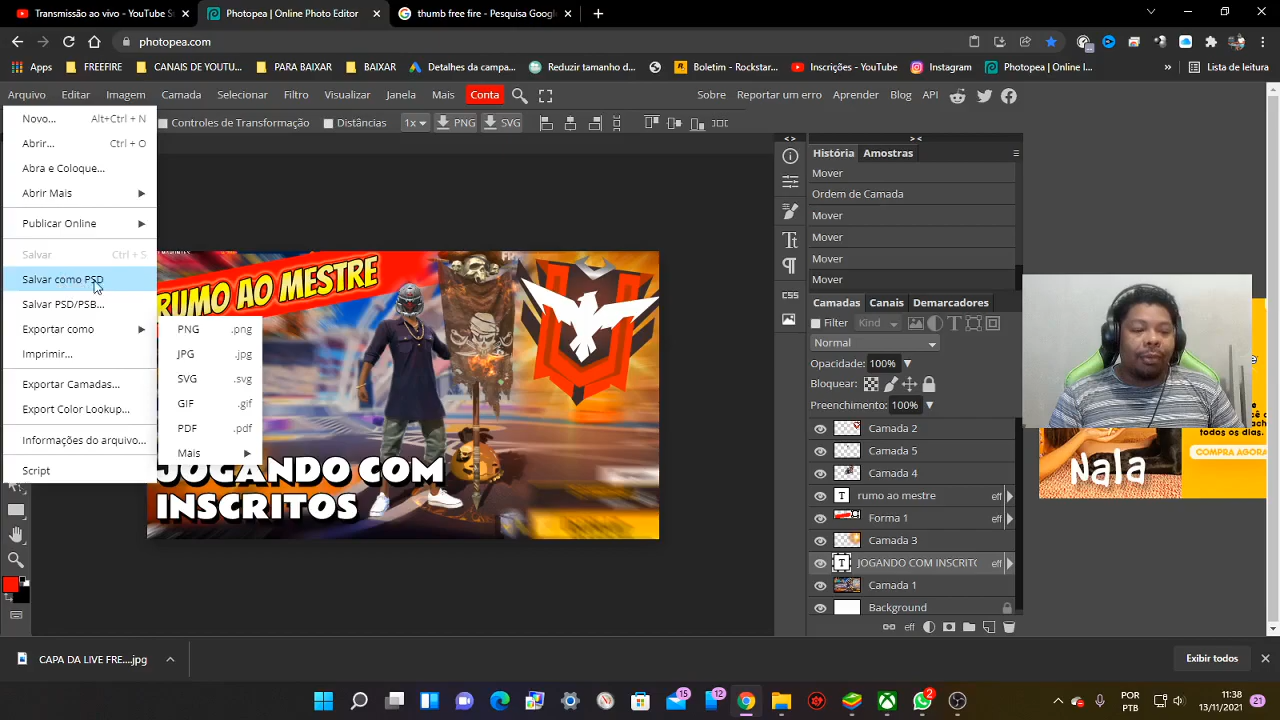 Transmissão ao vivo - YouTube S
Photopea | Online Photo Editor
thumb free fire - Pesquisa Google
photopea.com
Apps
FREEFIRE
CANAIS DE YOUTU...
PARA BAIXAR
BAIXAR
Detalhes da campa...
Reduzir tamanho d...
Boletim - Rockstar...
Inscrições - YouTube
Instagram
Photopea | Online I...
»
Lista de leitura
Arquivo
Editar
Imagem
Camada
Selecionar
Filtro
Visualizar
Janela
Mais
Conta
Sobre
Reportar um erro
Aprender
Blog
API
Controles de Transformação
Distâncias
1x
PNG
SVG
Novo...
Alt+Ctrl + N
Abrir...
Ctrl + O
Abra e Coloque...
Abrir Mais
Publicar Online
Salvar
Ctrl + S
Salvar como PSD
Salvar PSD/PSB...
Exportar como
Imprimir...
Exportar Camadas...
Export Color Lookup...
Informações do arquivo...
Script
PNG .png
JPG .jpg
SVG .svg
GIF .gif
PDF .pdf
Mais
RUMO AO MESTRE
JOGANDO COM
INSCRITOS
< >
> <
CSS
História
Amostras
Mover
Ordem de Camada
Mover
Mover
Mover
Mover
Camadas
Canais
Demarcadores
Filter
Kind
Normal
Opacidade: 100%
Bloquear:
Preenchimento: 100%
Camada 2
Camada 5
Camada 4
rumo ao mestre
eff
Forma 1
eff
Camada 3
JOGANDO COM INSCRITO
eff
Camada 1
Background
eff
todos os dias.
COMPRA AGORA
Nala
CAPA DA LIVE FRE....jpg
Exibir todos
15
12
2
POR
PTB
11:38
13/11/2021
21